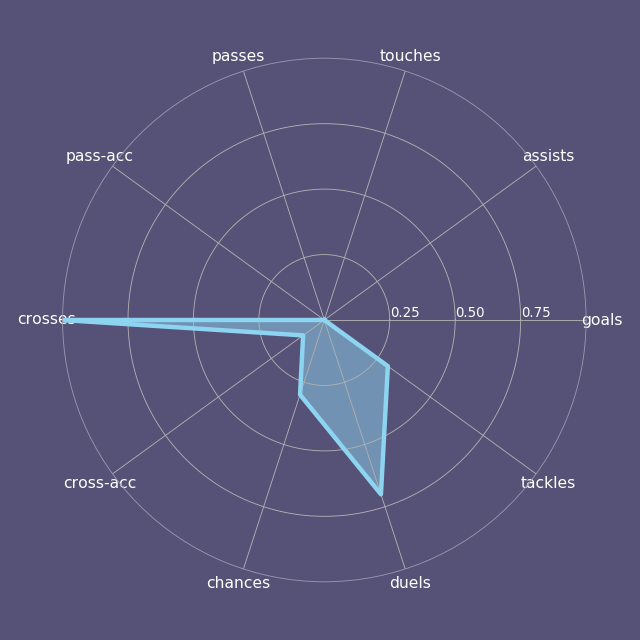 passes
touches
pass-acc
assists
crosses
0.25
0.50
0.75
goals
cross-acc
tackles
chances
duels